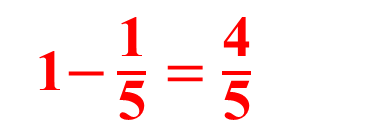 1 − 1/5 = 4/5